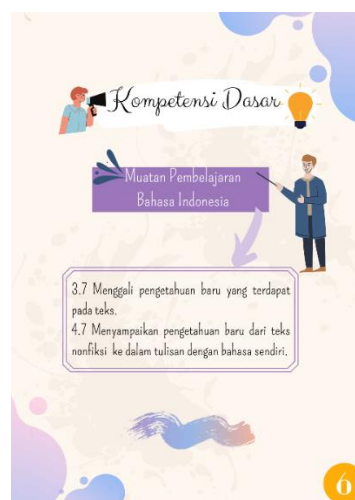 Kompetensi Dasar
Muatan Pembelajaran
Bahasa Indonesia
3.7 Menggali pengetahuan baru yang terdapat
pada teks.
4.7 Menyampaikan pengetahuan baru dari teks
nonfiksi ke dalam tulisan dengan bahasa sendiri.
6